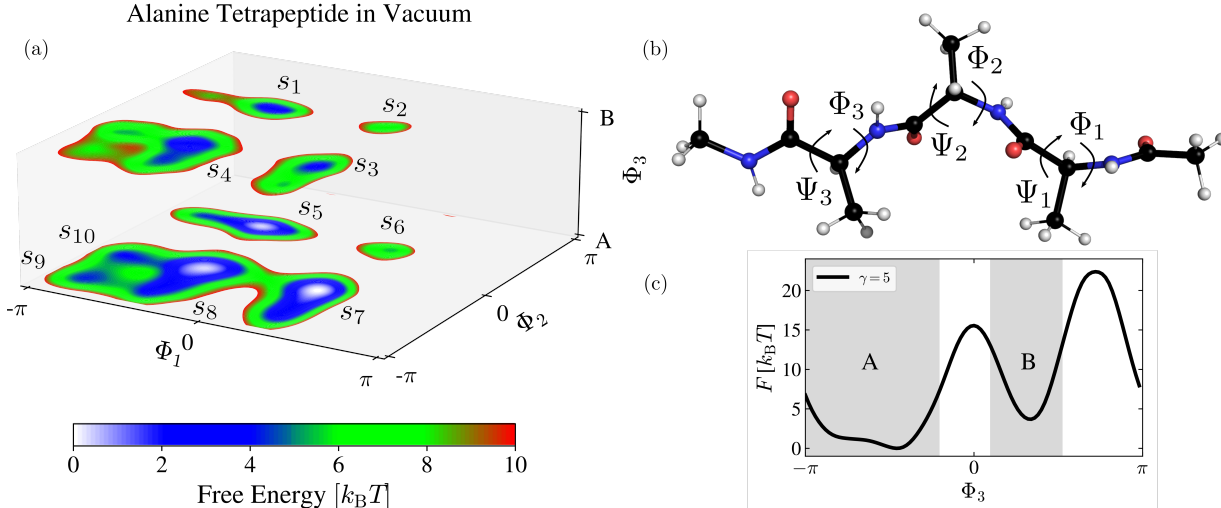 Alanine Tetrapeptide in Vacuum
(a)
s1
s2
s3
s4
s5
s6
s7
s8
s9
s10
B
A
Φ3
-π
0
π
Φ1
-π
0
π
Φ2
0 2 4 6 8 10
Free Energy [kBT]
(b)
Φ2
Φ3
Φ1
Ψ2
Ψ3
Ψ1
(c)
γ = 5
A
B
F [kBT]
20
15
10
5
0
−π 0 π
Φ3